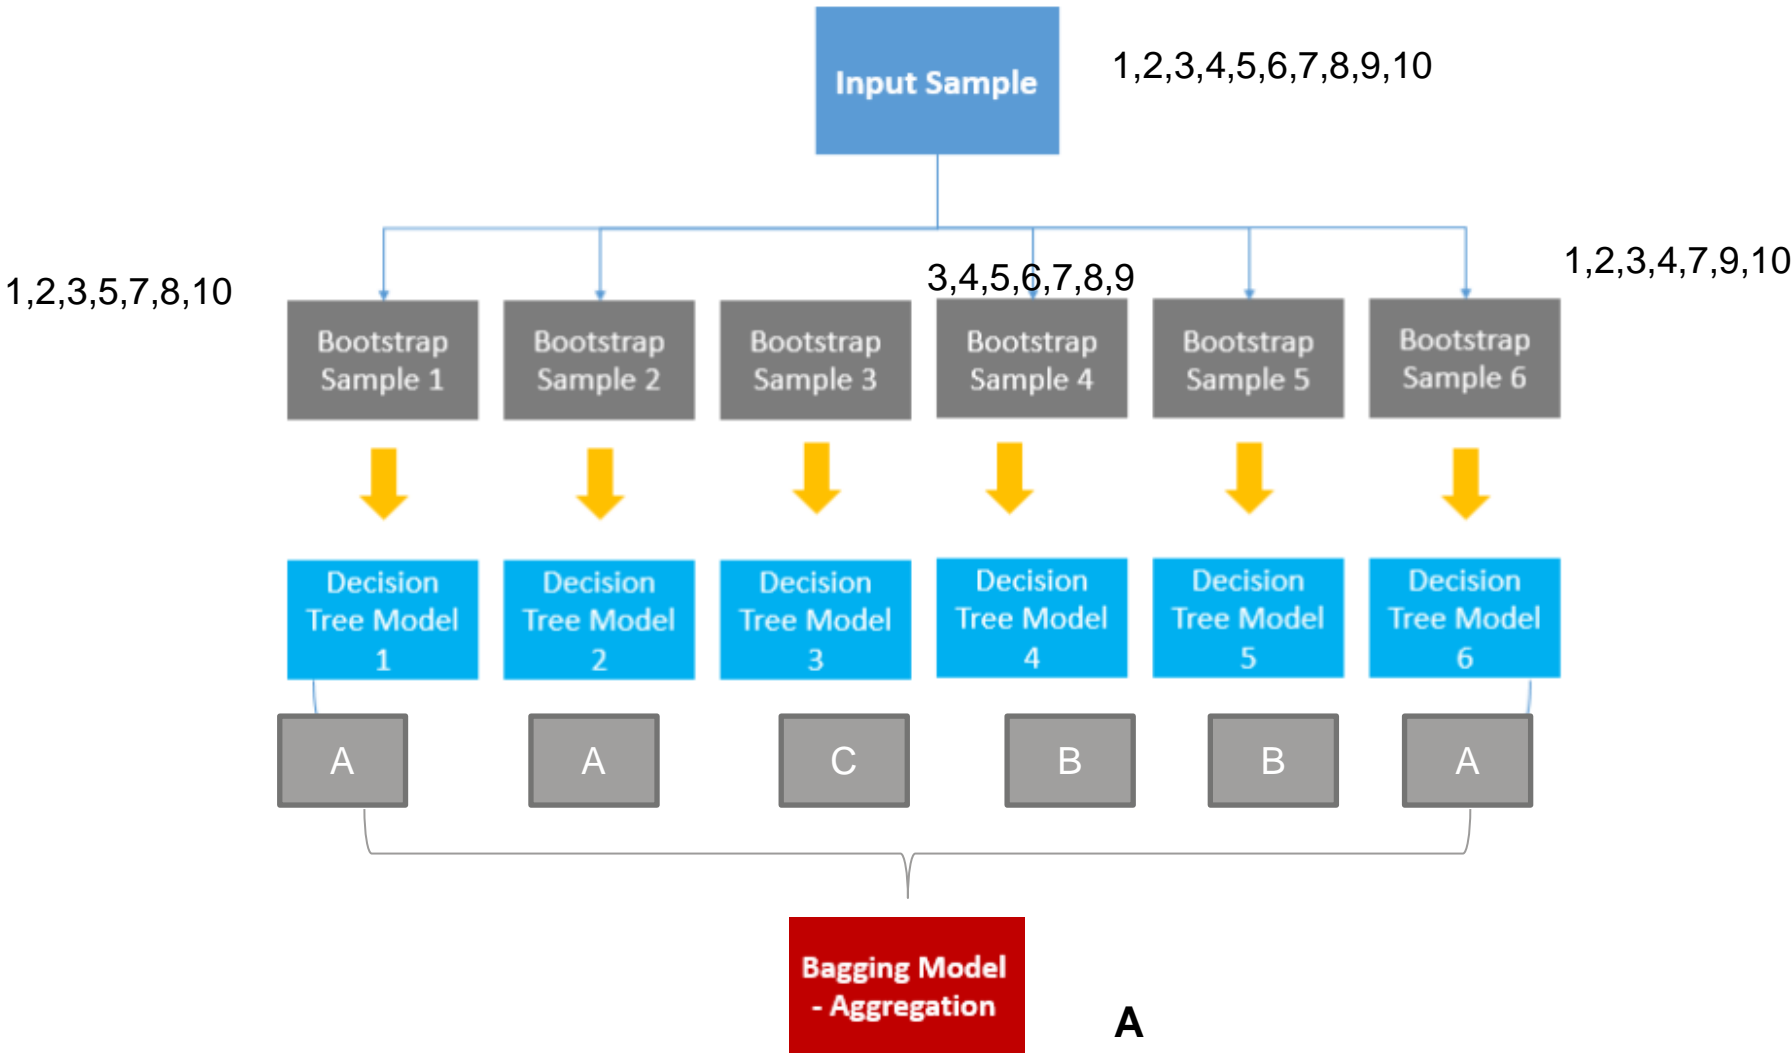 Input Sample
1,2,3,4,5,6,7,8,9,10
1,2,3,5,7,8,10
3,4,5,6,7,8,9
1,2,3,4,7,9,10
Bootstrap
Sample 1
Bootstrap
Sample 2
Bootstrap
Sample 3
Bootstrap
Sample 4
Bootstrap
Sample 5
Bootstrap
Sample 6
Decision
Tree Model
1
Decision
Tree Model
2
Decision
Tree Model
3
Decision
Tree Model
4
Decision
Tree Model
5
Decision
Tree Model
6
A
A
C
B
B
A
Bagging Model
- Aggregation
A